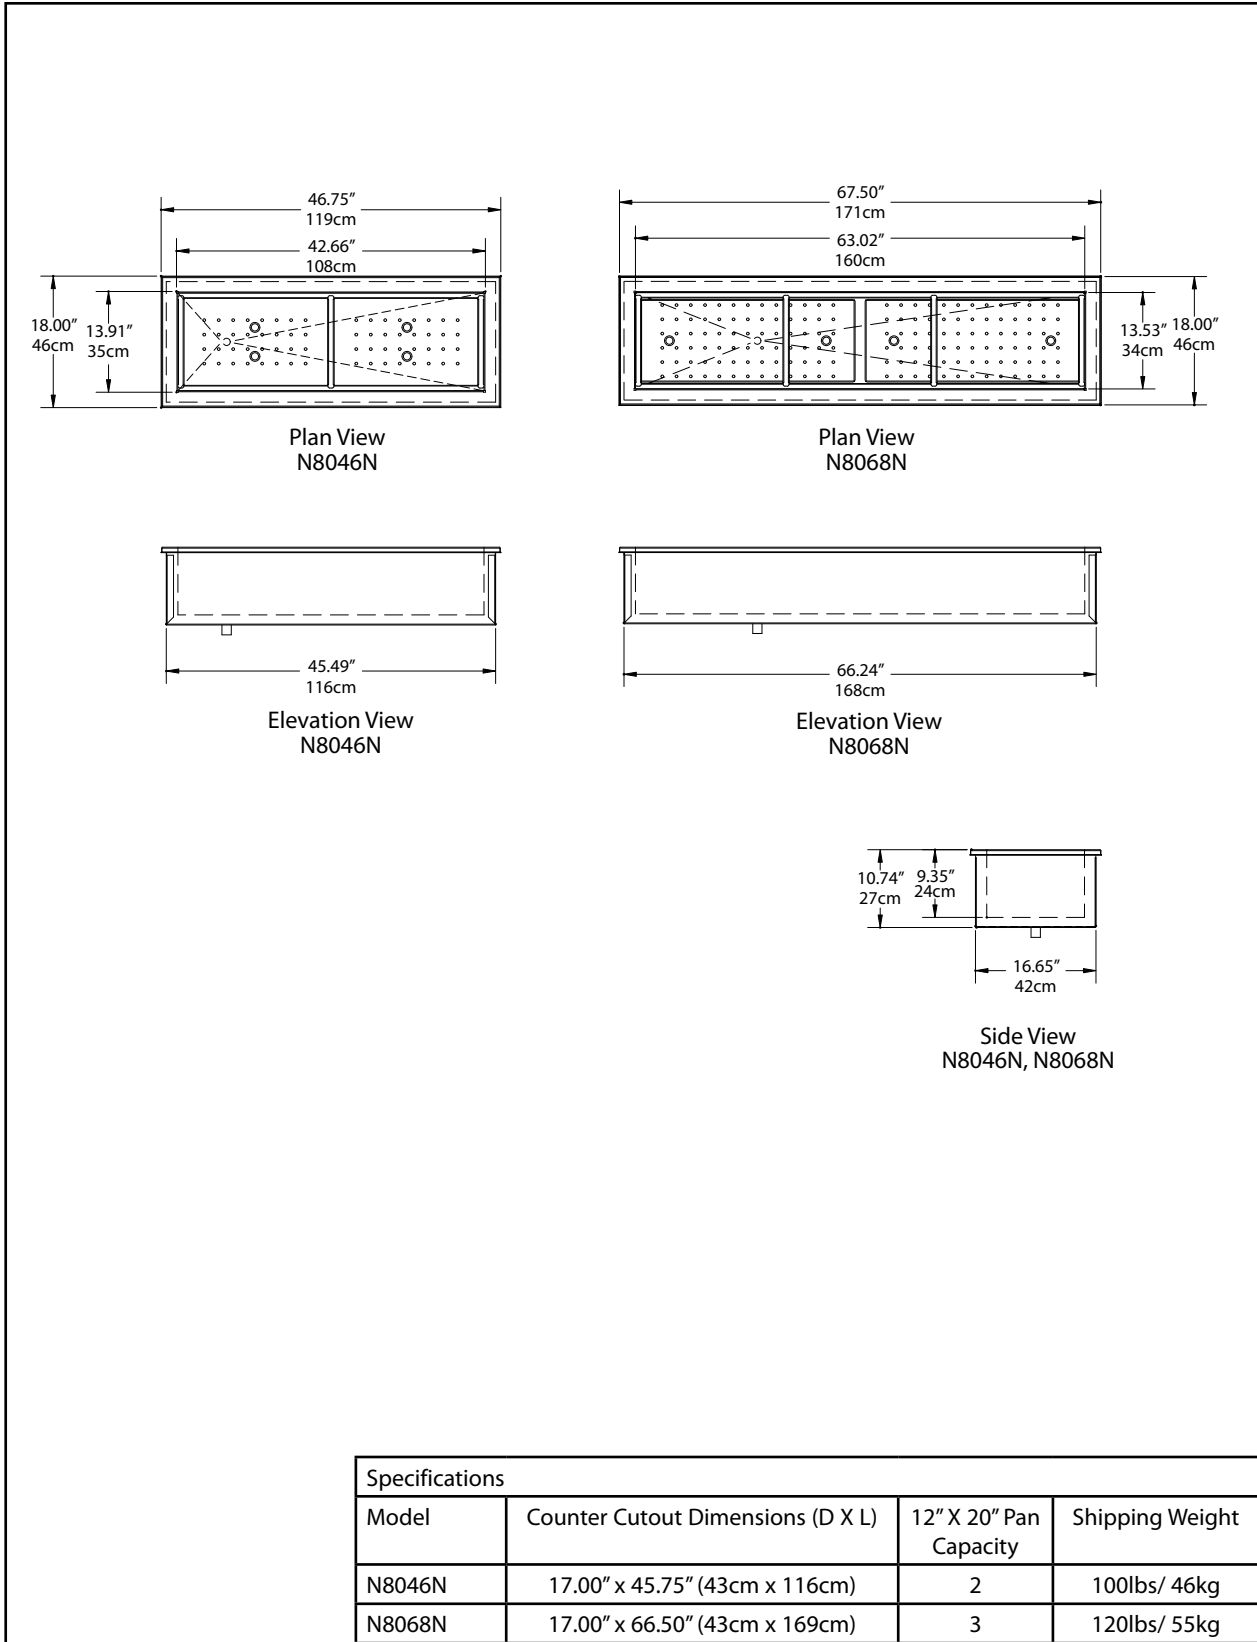 46.75"
119cm
42.66"
108cm
18.00"
46cm
13.91"
35cm
Plan View
N8046N
67.50"
171cm
63.02"
160cm
13.53"
34cm
18.00"
46cm
Plan View
N8068N
45.49"
116cm
Elevation View
N8046N
66.24"
168cm
Elevation View
N8068N
10.74"
27cm
9.35"
24cm
16.65"
42cm
Side View
N8046N, N8068N
Specifications
Model
Counter Cutout Dimensions (D X L)
12" X 20" Pan
Capacity
Shipping Weight
N8046N 17.00" x 45.75" (43cm x 116cm) 2 100lbs/ 46kg
N8068N 17.00" x 66.50" (43cm x 169cm) 3 120lbs/ 55kg